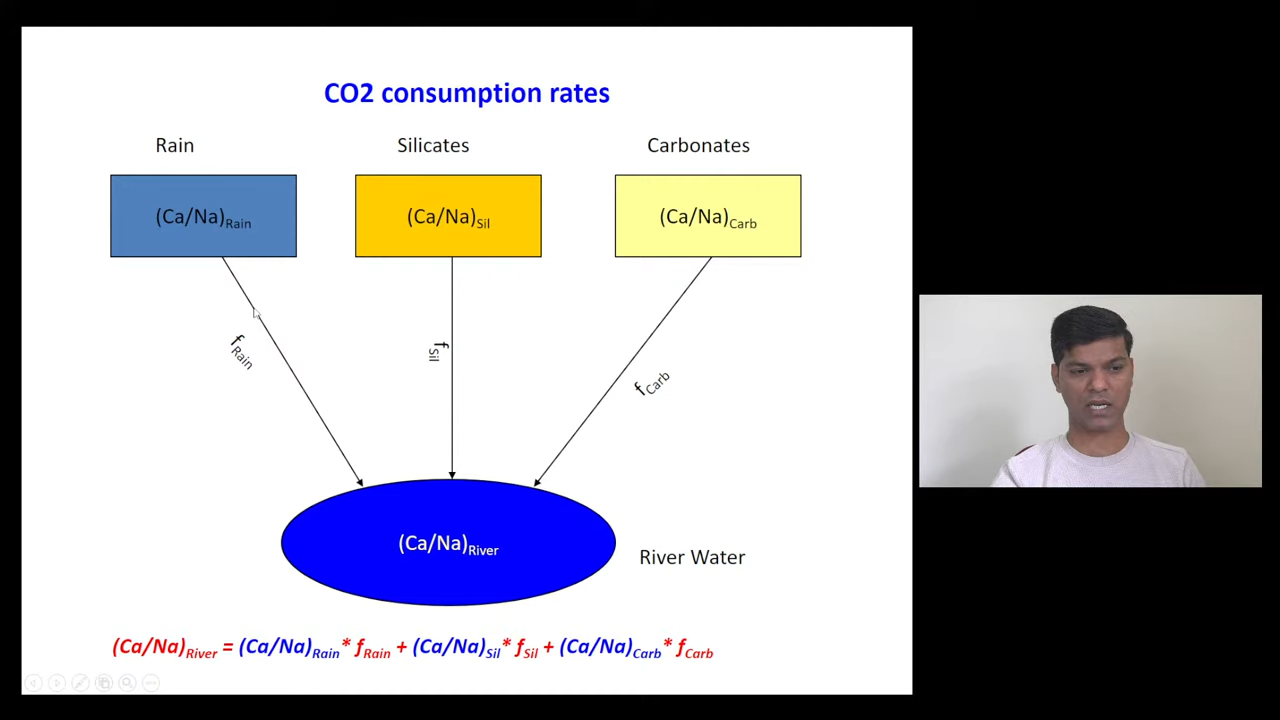 CO2 consumption rates
Rain
Silicates
Carbonates
(Ca/Na)Rain
(Ca/Na)Sil
(Ca/Na)Carb
fRain
fSil
fCarb
(Ca/Na)River
River Water
(Ca/Na)River = (Ca/Na)Rain* fRain + (Ca/Na)Sil* fSil + (Ca/Na)Carb* fCarb